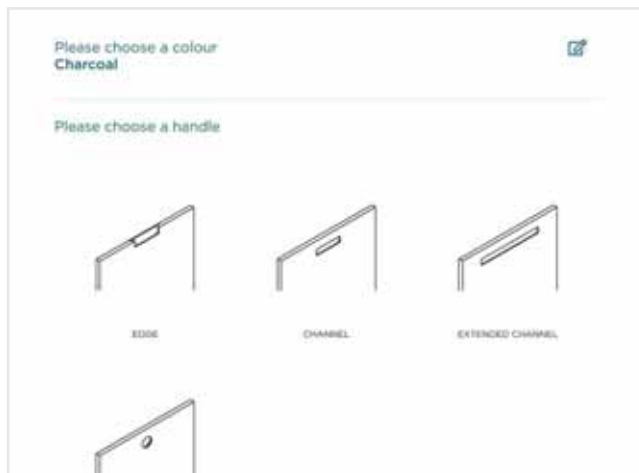 Please choose a colour
Charcoal
Please choose a handle
EDGE
CHANNEL
EXTENDED CHANNEL